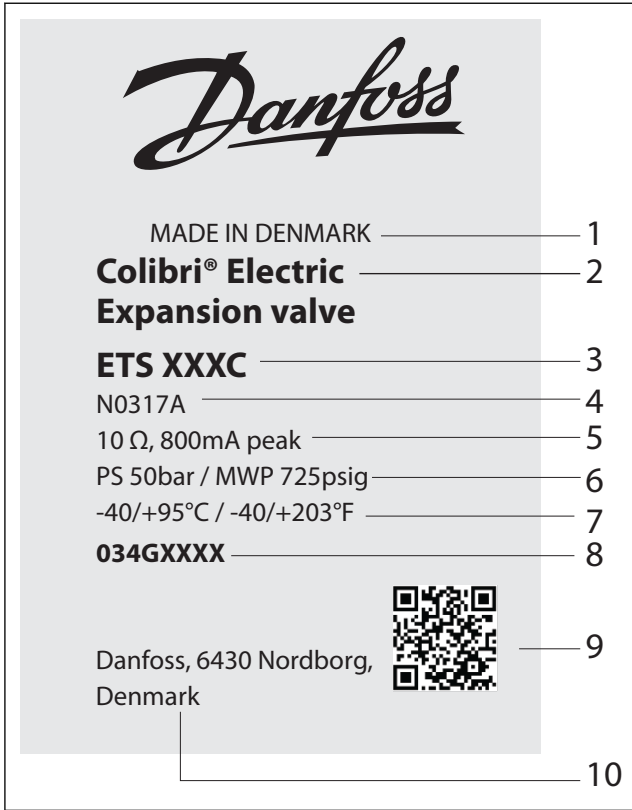 Danfoss
MADE IN DENMARK 1
Colibri® Electric 2
Expansion valve
ETS XXXC 3
N0317A 4
10 Ω, 800mA peak 5
PS 50bar / MWP 725psig 6
-40/+95°C / -40/+203°F 7
034GXXXX 8
9
Danfoss, 6430 Nordborg,
Denmark
10